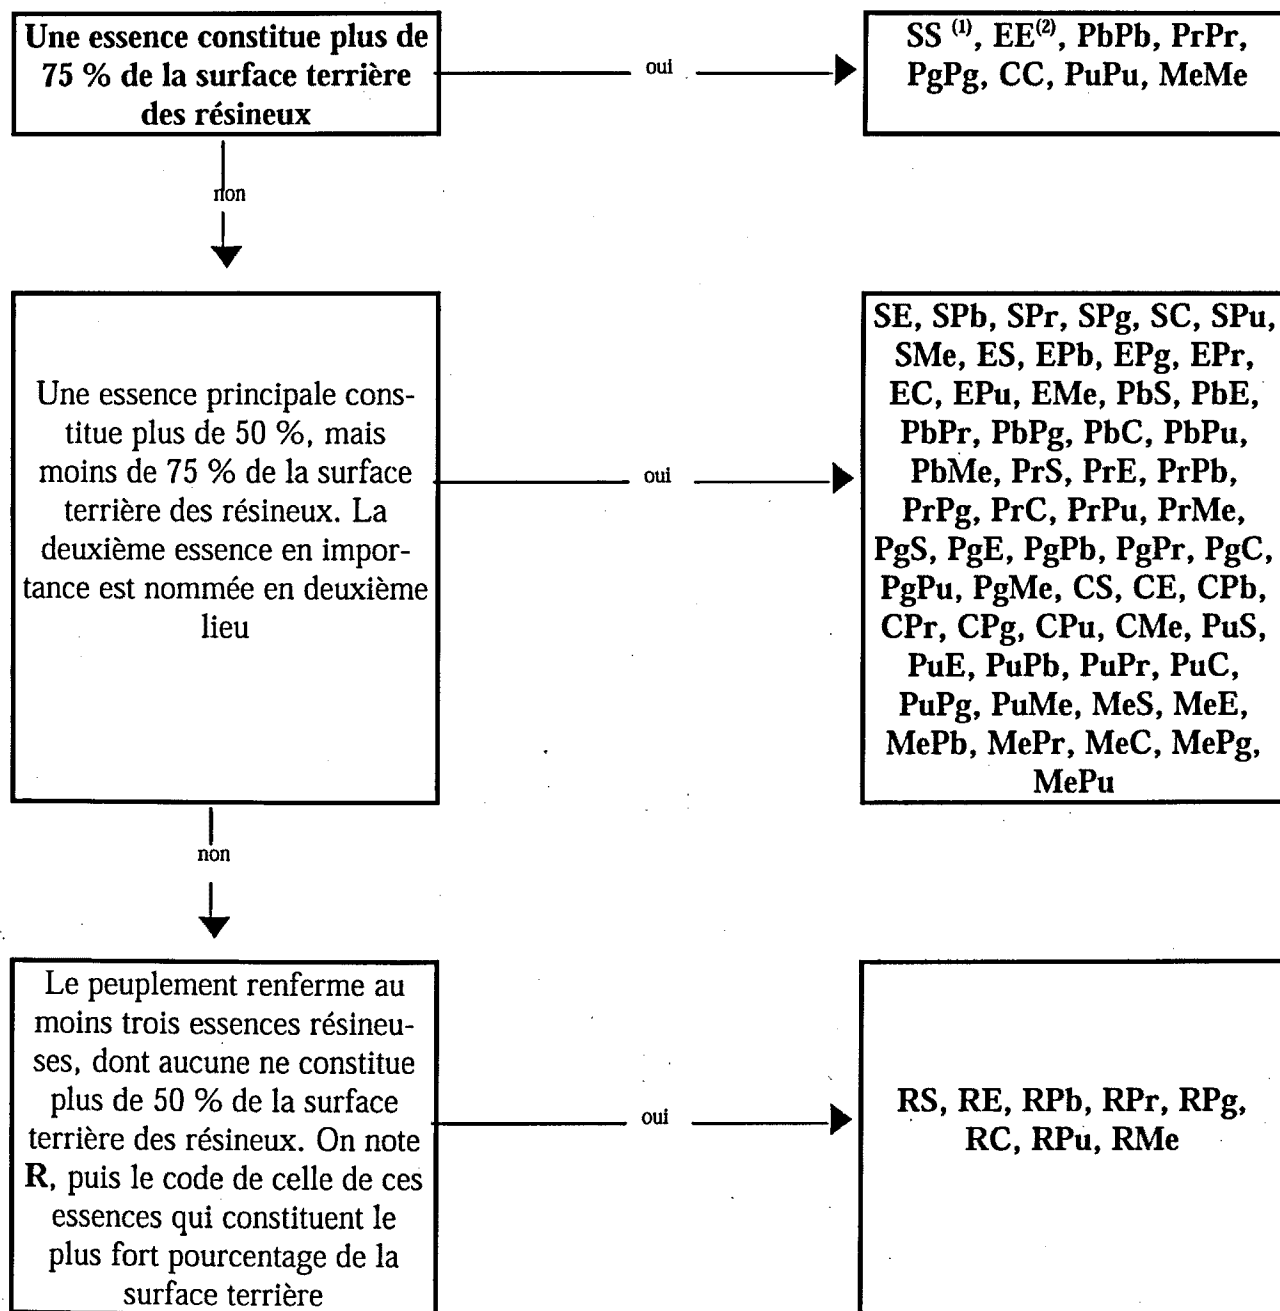 Une essence constitue plus de
75 % de la surface terrière
des résineux
oui
SS (1), EE(2), PbPb, PrPr,
PgPg, CC, PuPu, MeMe
non
Une essence principale cons-
titue plus de 50 %, mais
moins de 75 % de la surface
terrière des résineux. La
deuxième essence en impor-
tance est nommée en deuxième
lieu
oui
SE, SPb, SPr, SPg, SC, SPu,
SMe, ES, EPb, EPg, EPr,
EC, EPu, EMe, PbS, PbE,
PbPr, PbPg, PbC, PbPu,
PbMe, PrS, PrE, PrPb,
PrPg, PrC, PrPu, PrMe,
PgS, PgE, PgPb, PgPr, PgC,
PgPu, PgMe, CS, CE, CPb,
CPr, CPg, CPu, CMe, PuS,
PuE, PuPb, PuPr, PuC,
PuPg, PuMe, MeS, MeE,
MePb, MePr, MeC, MePg,
MePu
non
Le peuplement renferme au
moins trois essences résineu-
ses, dont aucune ne constitue
plus de 50 % de la surface
terrière des résineux. On note
R, puis le code de celle de ces
essences qui constituent le
plus fort pourcentage de la
surface terrière
oui
RS, RE, RPb, RPr, RPg,
RC, RPu, RMe